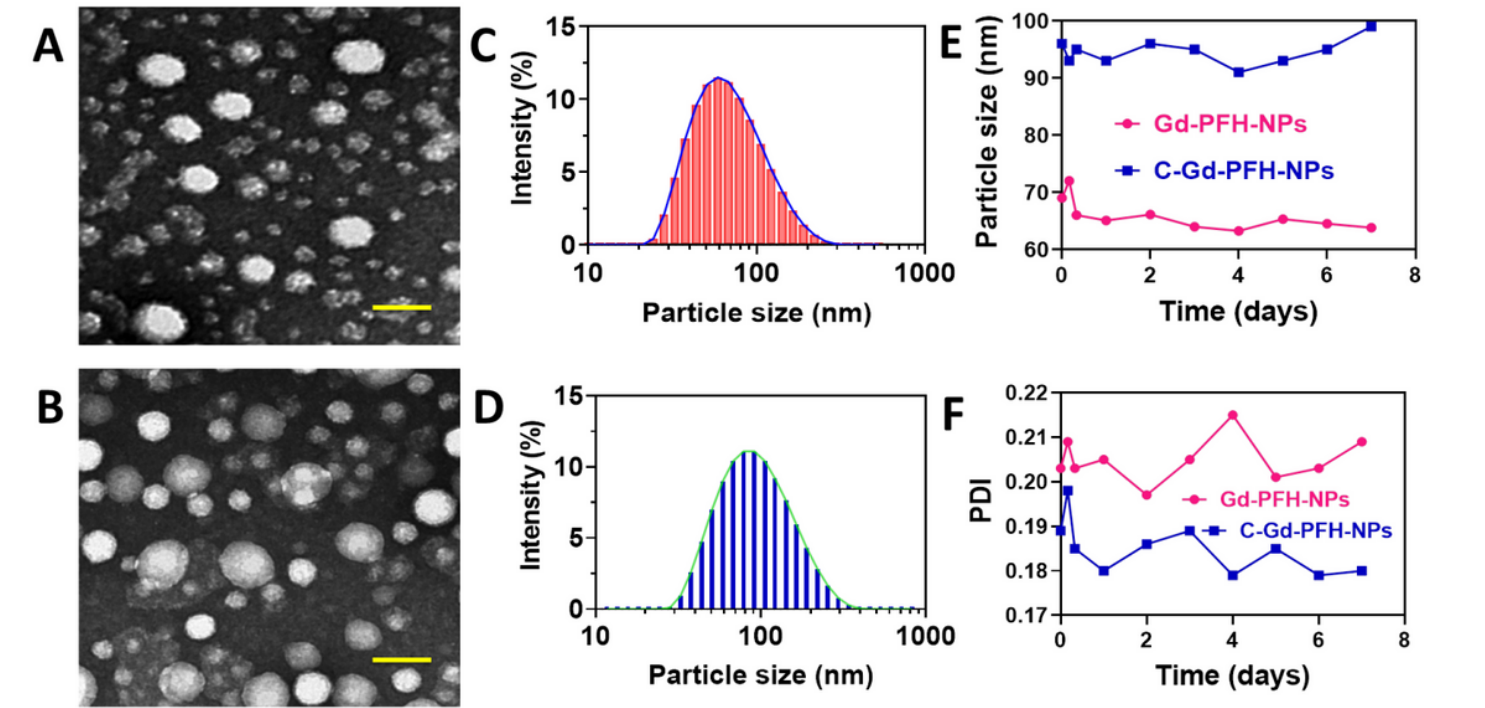 A
B
C
15
10
5
0
Intensity (%)
10
100
1000
Particle size (nm)
D
15
10
5
0
Intensity (%)
10
100
1000
Particle size (nm)
E
100
90
80
70
60
Particle size (nm)
Gd-PFH-NPs
C-Gd-PFH-NPs
0
2
4
6
8
Time (days)
F
0.22
0.21
0.20
0.19
0.18
0.17
PDI
Gd-PFH-NPs
C-Gd-PFH-NPs
0
2
4
6
8
Time (days)